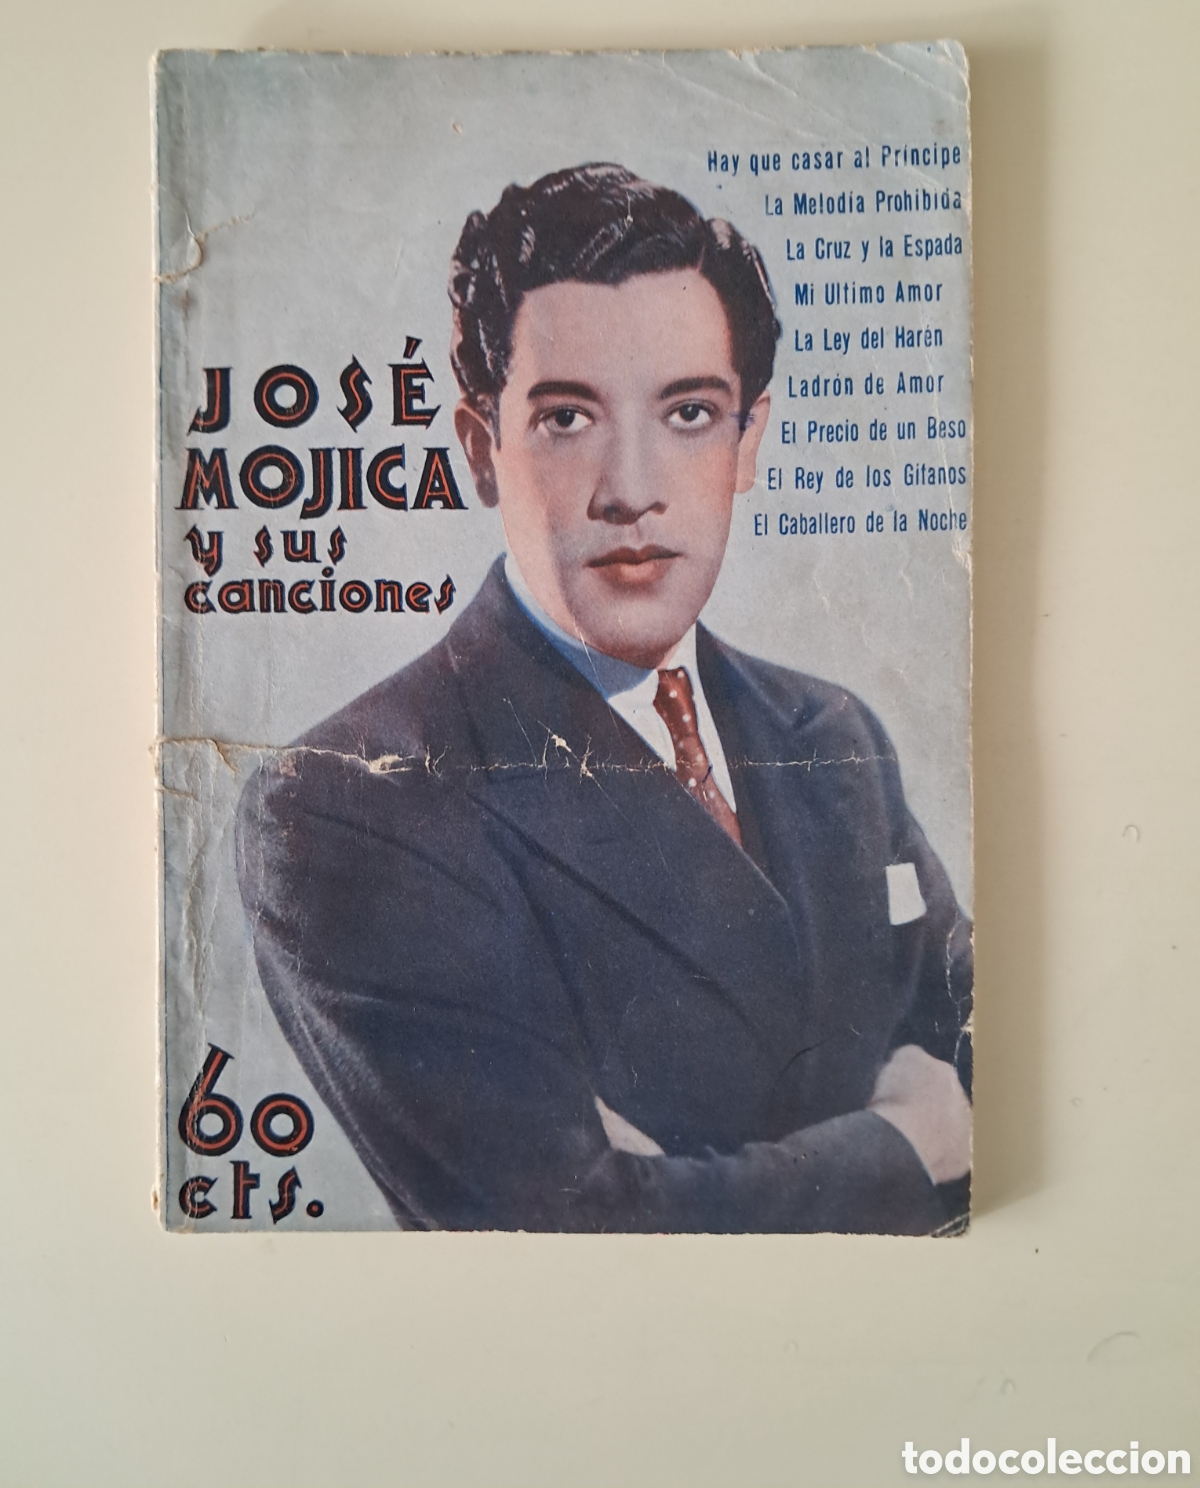 Hay que casar al Príncipe
La Melodía Prohibida
La Cruz y la Espada
Mi Ultimo Amor
La Ley del Harén
Ladrón de Amor
El Precio de un Beso
El Rey de los Gitanos
El Caballero de la Noche
JOSÉ
MOJICA
y sus
canciones
60
cts.
todocoleccion